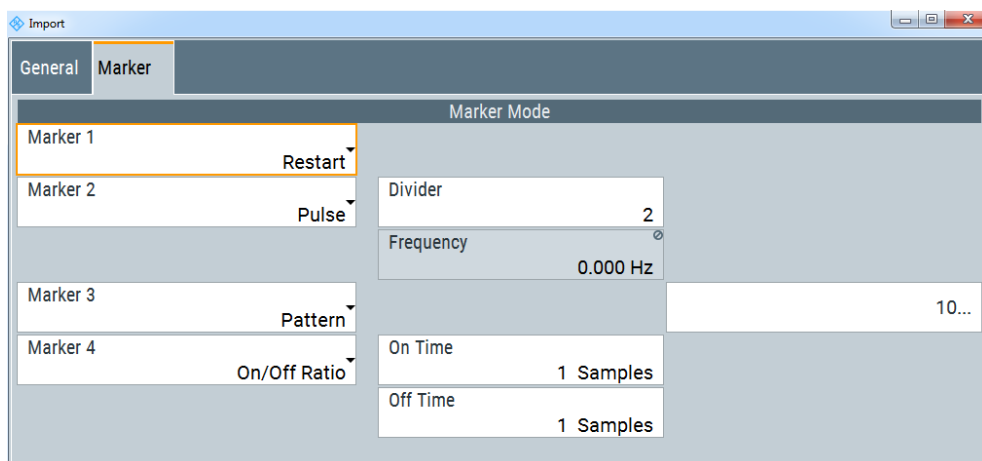 Import
General Marker
Marker Mode
Marker 1
Restart
Marker 2
Pulse
Divider
2
Frequency
0.000 Hz
Marker 3
Pattern
10...
Marker 4
On/Off Ratio
On Time
1 Samples
Off Time
1 Samples